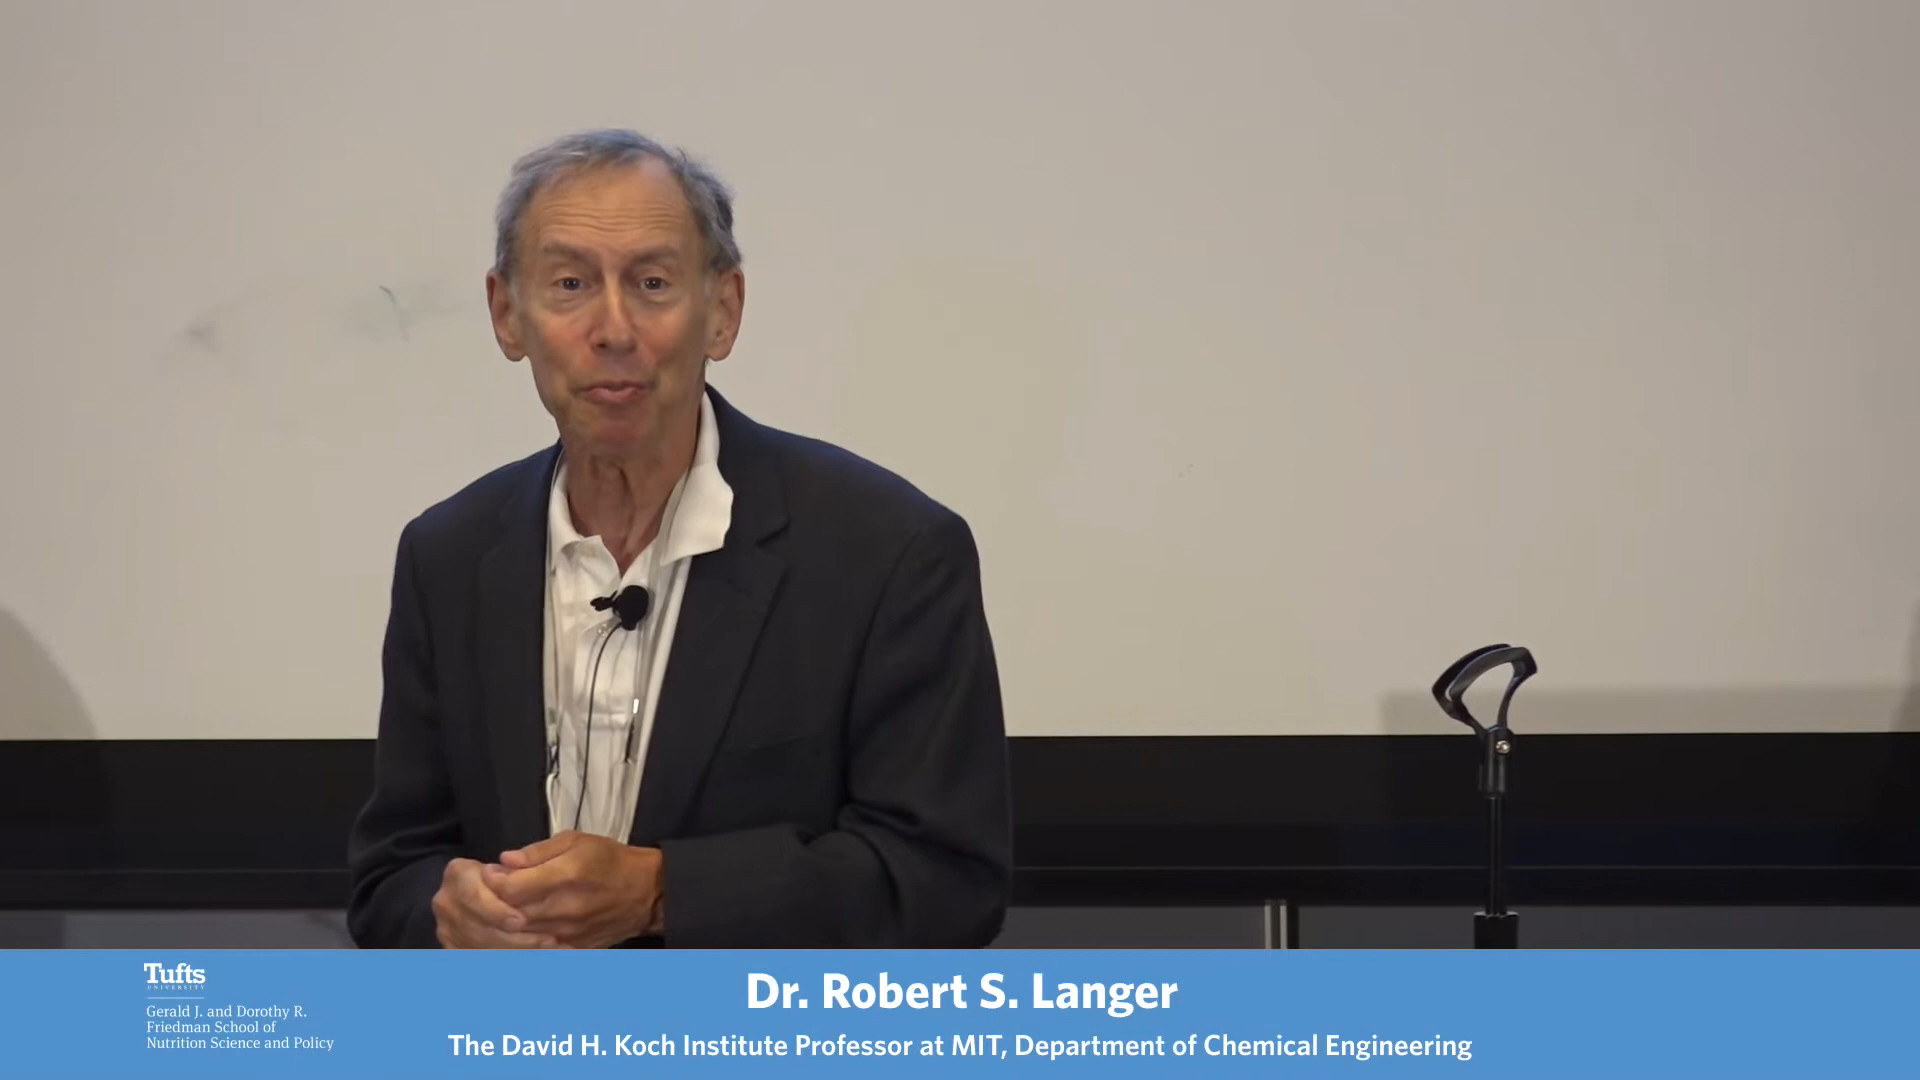 Tufts
UNIVERSITY
Gerald J. and Dorothy R.
Friedman School of
Nutrition Science and Policy
Dr. Robert S. Langer
The David H. Koch Institute Professor at MIT, Department of Chemical Engineering